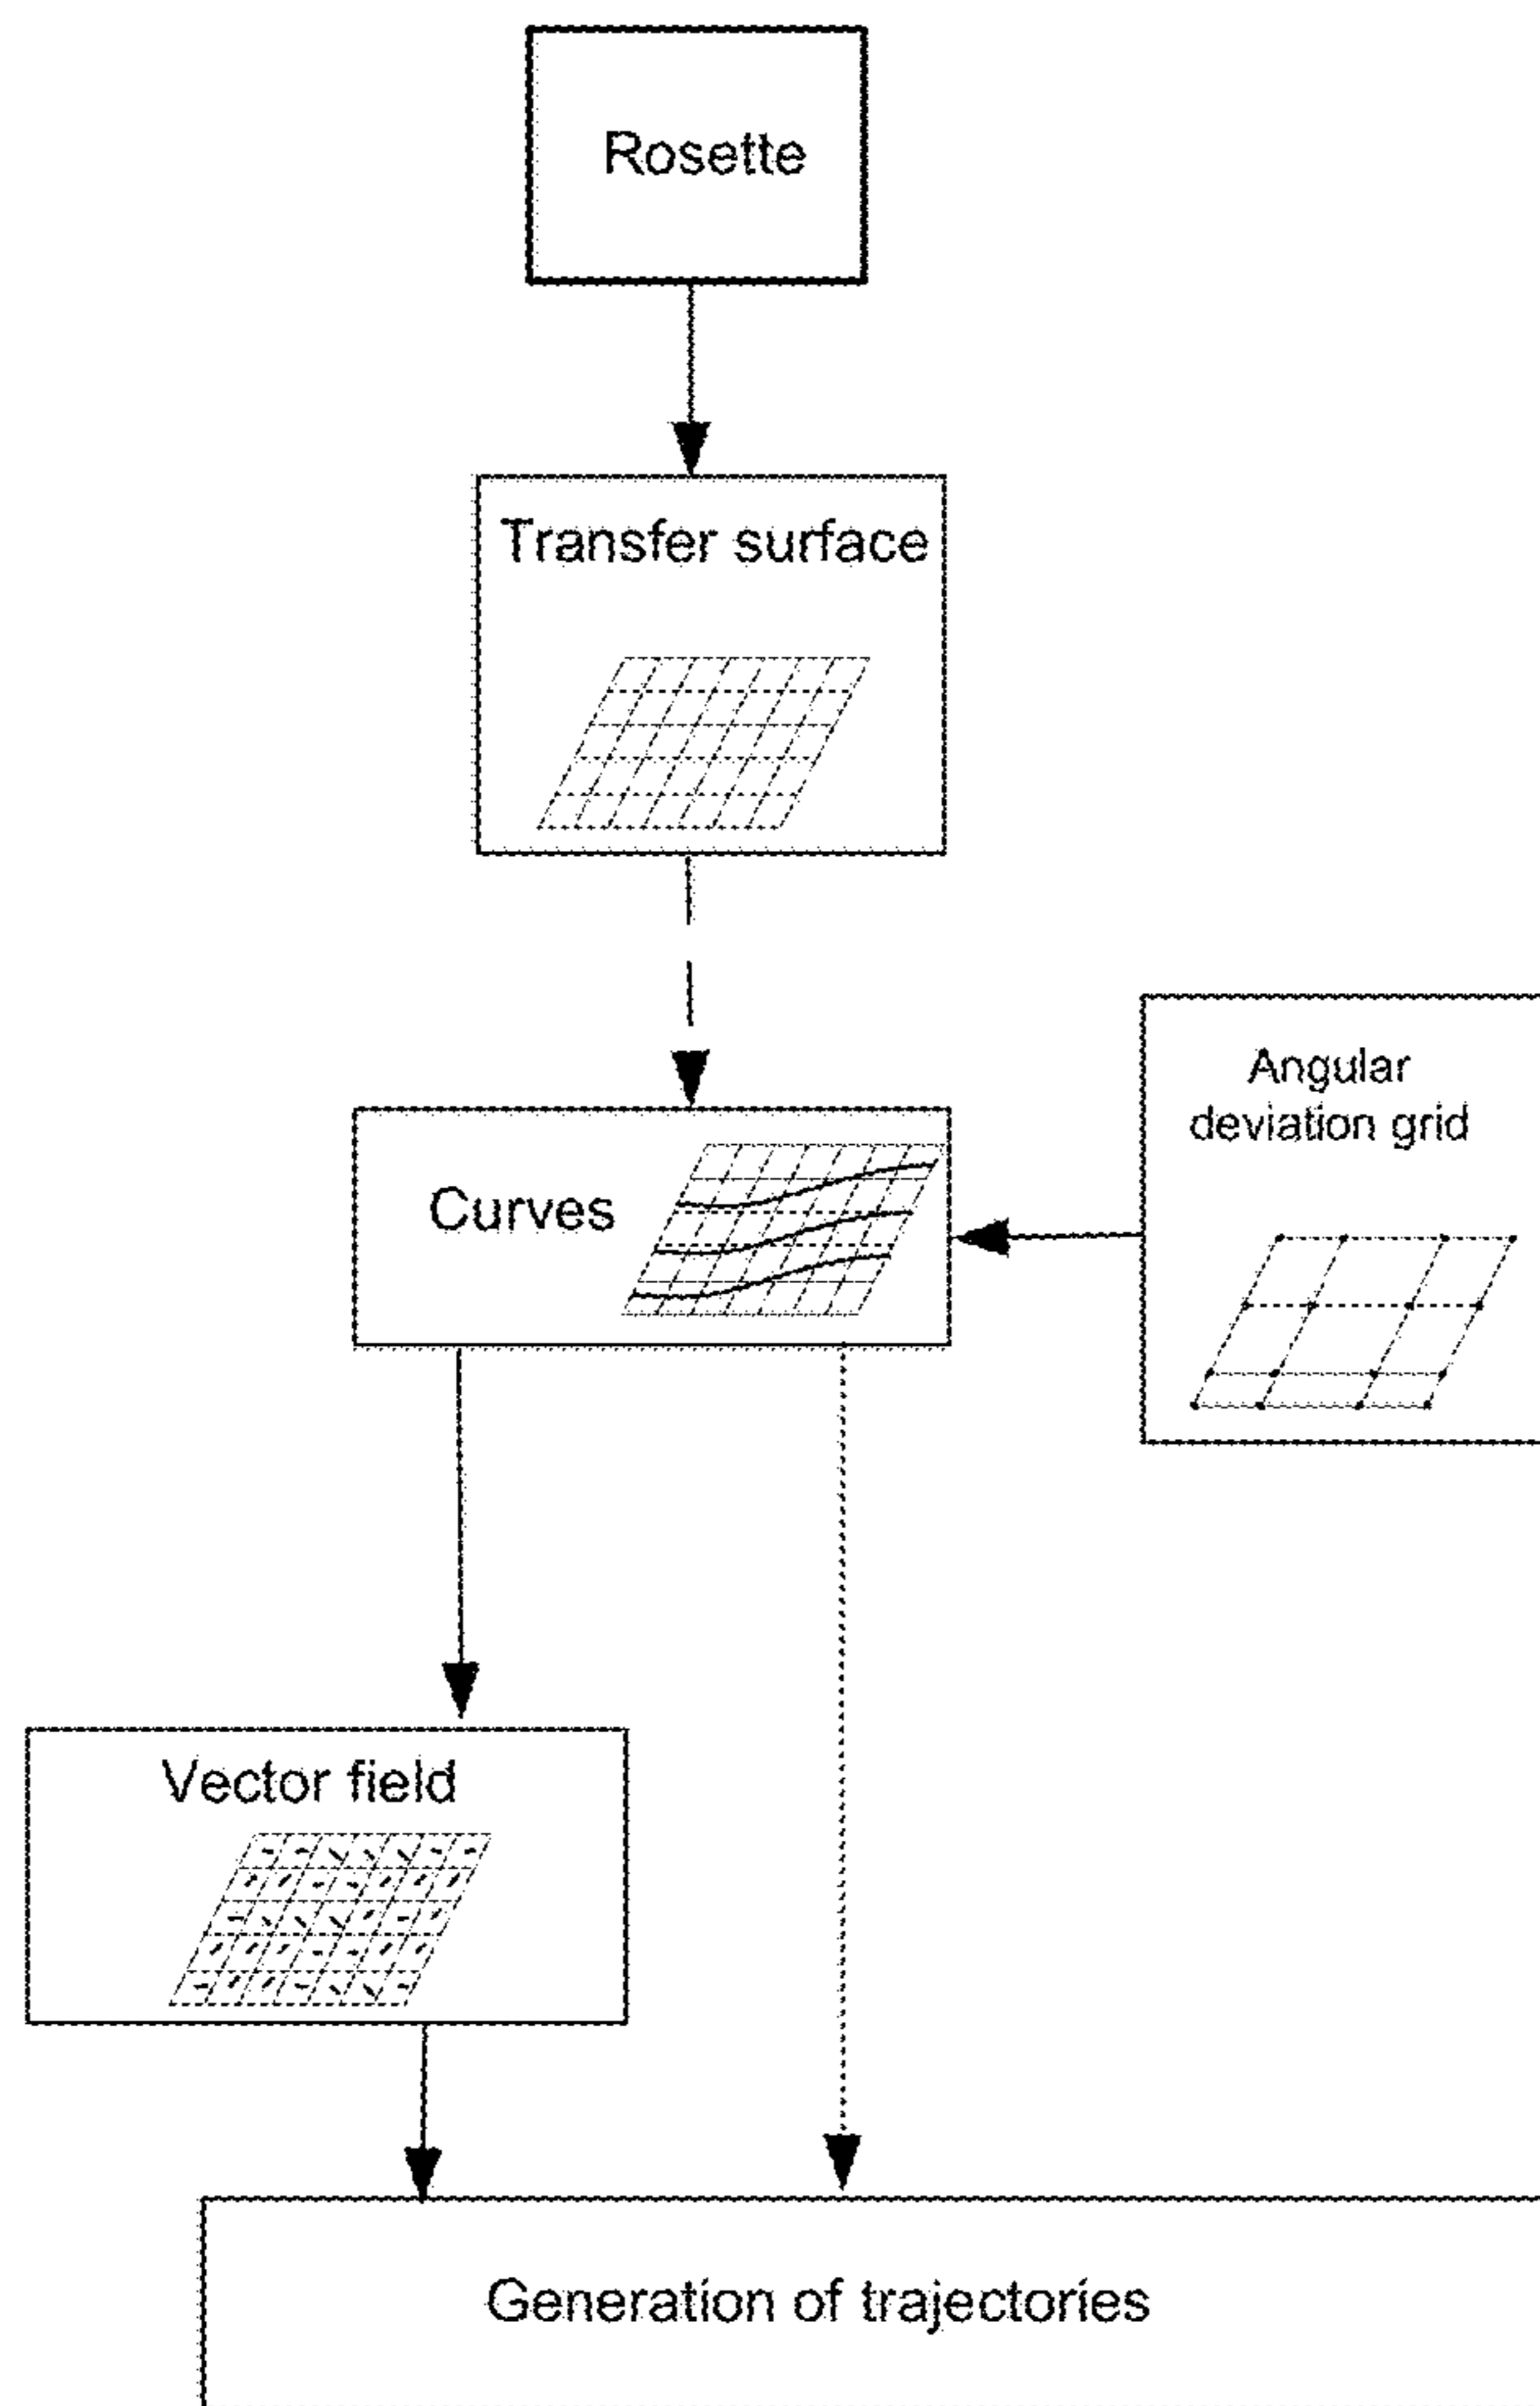 Rosette
Transfer surface
Angular
deviation grid
Curves
Vector field
Generation of trajectories